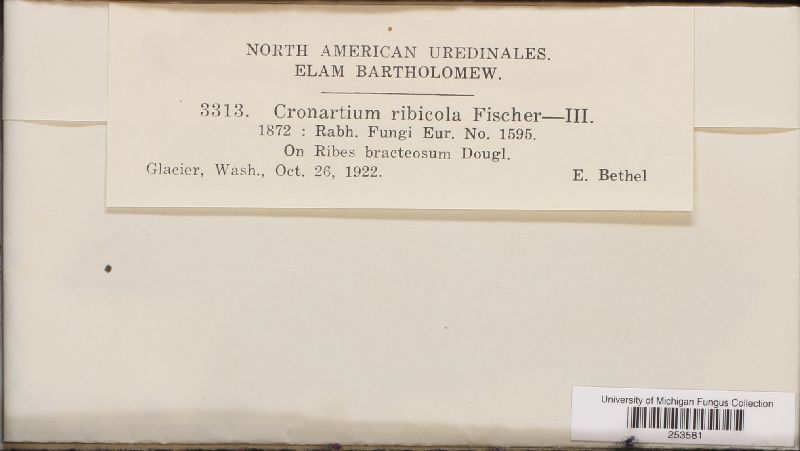 NORTH AMERICAN UREDINALES.
ELAM BARTHOLOMEW.
3313. Cronartium ribicola Fischer—III.
1872 : Rabh. Fungi Eur. No. 1595.
On Ribes bracteosum Dougl.
Glacier, Wash., Oct. 26, 1922. E. Bethel
University of Michigan Fungus Collection
253581